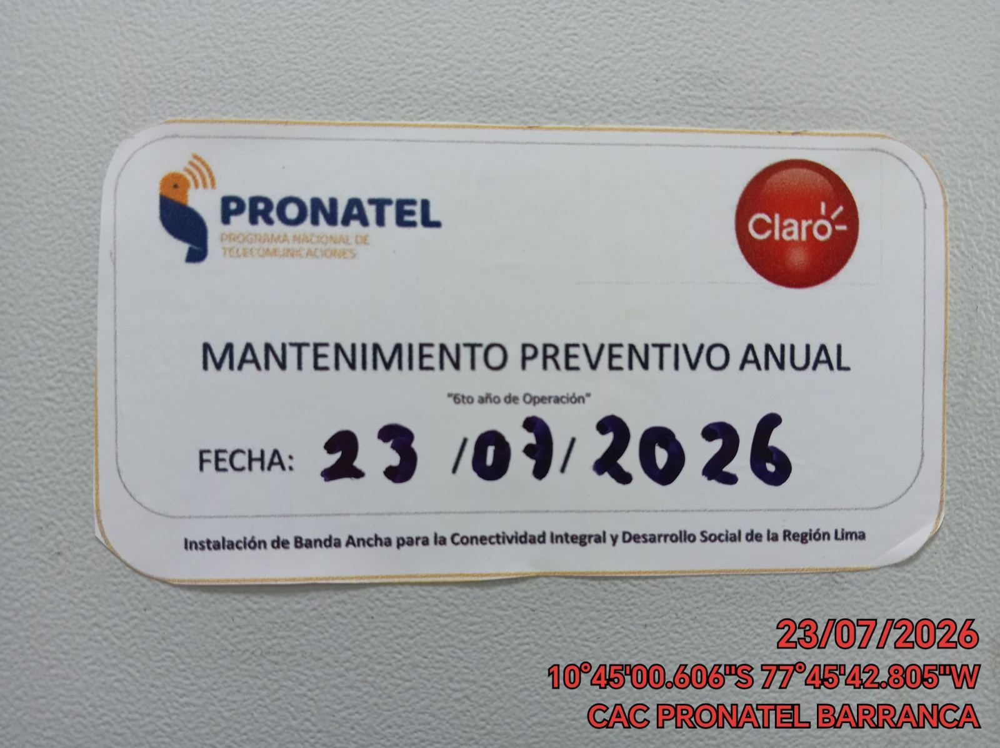 PRONATEL
PROGRAMA NACIONAL DE
TELECOMUNICACIONES
Claro
MANTENIMIENTO PREVENTIVO ANUAL
"6to año de Operación"
FECHA: 23/07/2026
Instalación de Banda Ancha para la Conectividad Integral y Desarrollo Social de la Región Lima
23/07/2026
10°45'00.606"S 77°45'42.805"W
CAC PRONATEL BARRANCA